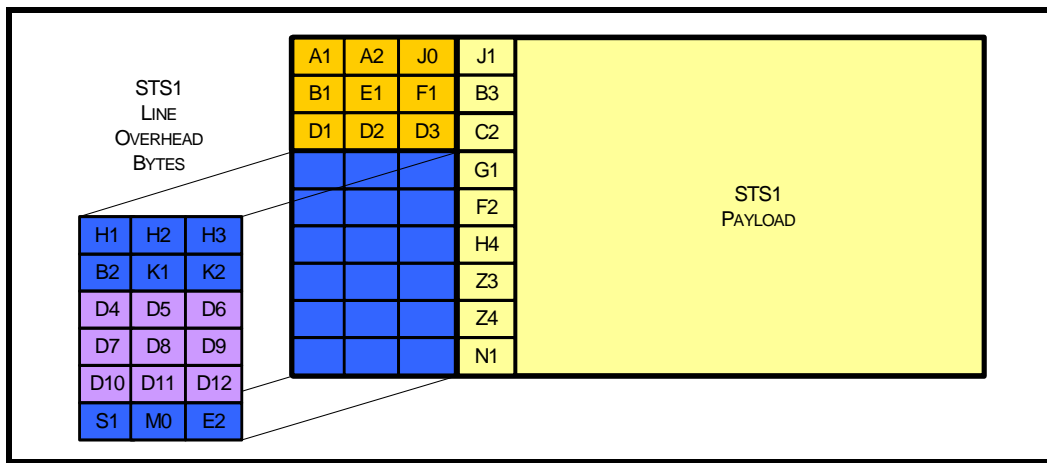 STS1
LINE
OVERHEAD
BYTES
A1 A2 J0 J1
B1 E1 F1 B3
D1 D2 D3 C2
G1
F2
H4
Z3
Z4
N1
STS1
PAYLOAD
H1 H2 H3
B2 K1 K2
D4 D5 D6
D7 D8 D9
D10 D11 D12
S1 M0 E2